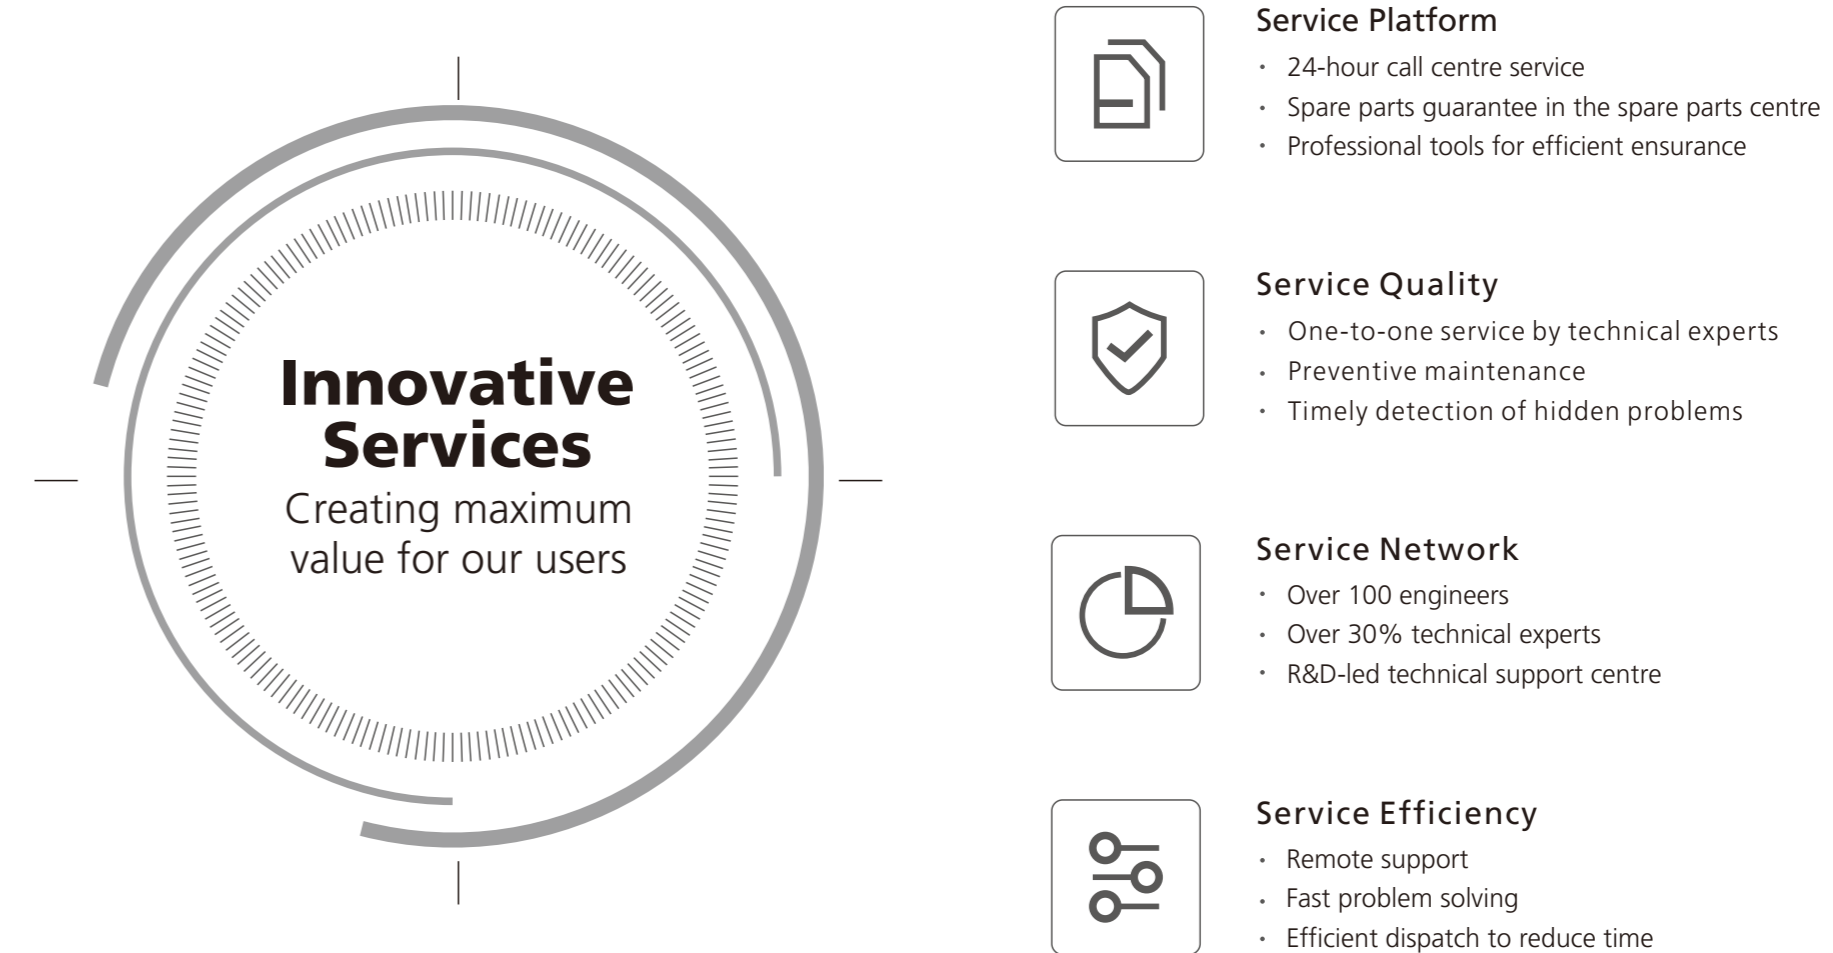 Innovative
Services
Creating maximum
value for our users
Service Platform
· 24-hour call centre service
· Spare parts guarantee in the spare parts centre
· Professional tools for efficient ensurance
Service Quality
· One-to-one service by technical experts
· Preventive maintenance
· Timely detection of hidden problems
Service Network
· Over 100 engineers
· Over 30% technical experts
· R&D-led technical support centre
Service Efficiency
· Remote support
· Fast problem solving
· Efficient dispatch to reduce time